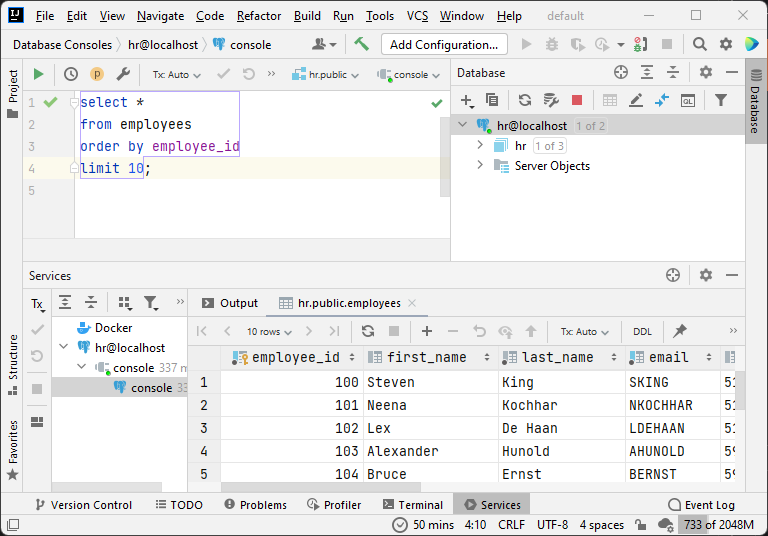 File Edit View Navigate Code Refactor Build Run Tools VCS Window Help default
Database Consoles hr@localhost console Add Configuration...
Project
Tx: Auto hr.public console
1 select *
2 from employees
3 order by employee_id
4 limit 10;
5
Database
hr@localhost 1 of 2
hr 1 of 3
Server Objects
Database
Services
Tx
Docker
hr@localhost
console 337 m
console 33
Output hr.public.employees
10 rows Tx: Auto DDL
employee_id first_name last_name email
1 100 Steven King SKING 51
2 101 Neena Kochhar NKOCHHAR 51
3 102 Lex De Haan LDEHAAN 51
4 103 Alexander Hunold AHUNOLD 59
5 104 Bruce Ernst BERNST 59
Structure
Favorites
Version Control TODO Problems Profiler Terminal Services Event Log
50 mins 4:10 CRLF UTF-8 4 spaces 733 of 2048M